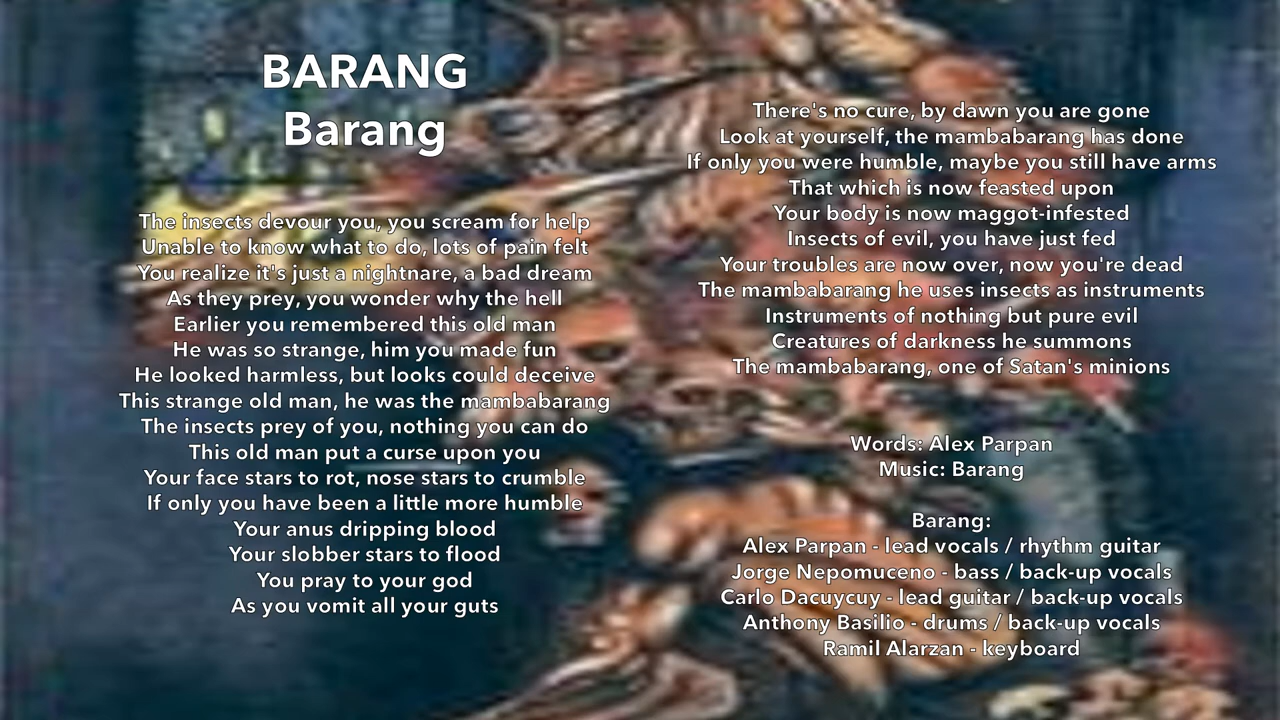 BARANG
Barang
The insects devour you, you scream for help
Unable to know what to do, lots of pain felt
You realize it's just a nightnare, a bad dream
As they prey, you wonder why the hell
Earlier you remembered this old man
He was so strange, him you made fun
He looked harmless, but looks could deceive
This strange old man, he was the mambabarang
The insects prey of you, nothing you can do
This old man put a curse upon you
Your face stars to rot, nose stars to crumble
If only you have been a little more humble
Your anus dripping blood
Your slobber stars to flood
You pray to your god
As you vomit all your guts
There's no cure, by dawn you are gone
Look at yourself, the mambabarang has done
If only you were humble, maybe you still have arms
That which is now feasted upon
Your body is now maggot-infested
Insects of evil, you have just fed
Your troubles are now over, now you're dead
The mambabarang he uses insects as instruments
Instruments of nothing but pure evil
Creatures of darkness he summons
The mambabarang, one of Satan's minions
Words: Alex Parpan
Music: Barang
Barang:
Alex Parpan - lead vocals / rhythm guitar
Jorge Nepomuceno - bass / back-up vocals
Carlo Dacuycuy - lead guitar / back-up vocals
Anthony Basilio - drums / back-up vocals
Ramil Alarzan - keyboard